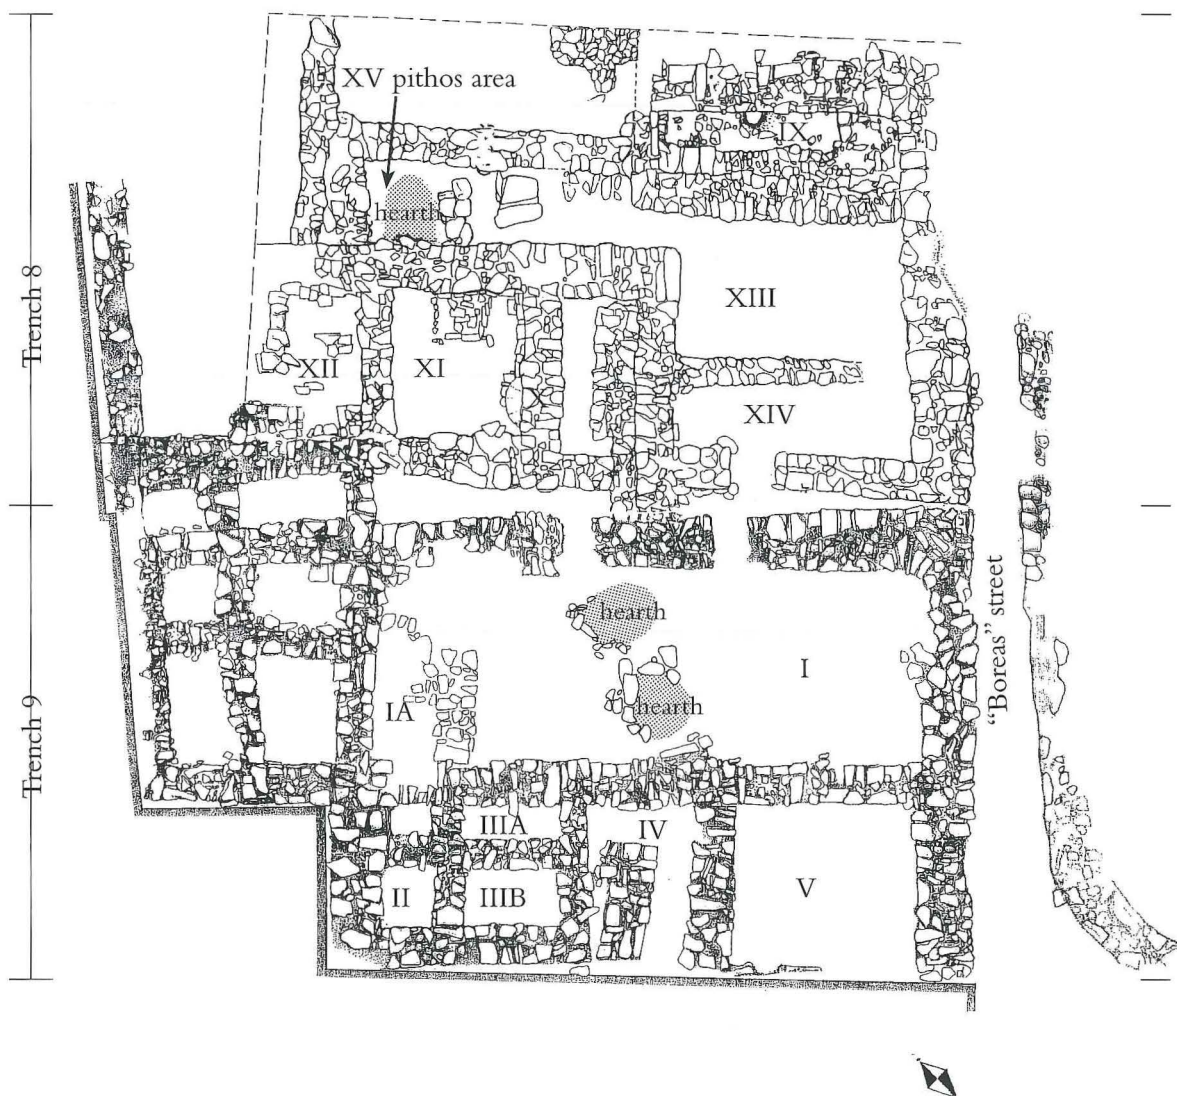 XV pithos area
IX
hearth
Trench 8
XIII
XII
XI
X
XIV
hearth
"Boreas" street
I
hearth
IA
Trench 9
IIIA
IV
II
IIIB
V